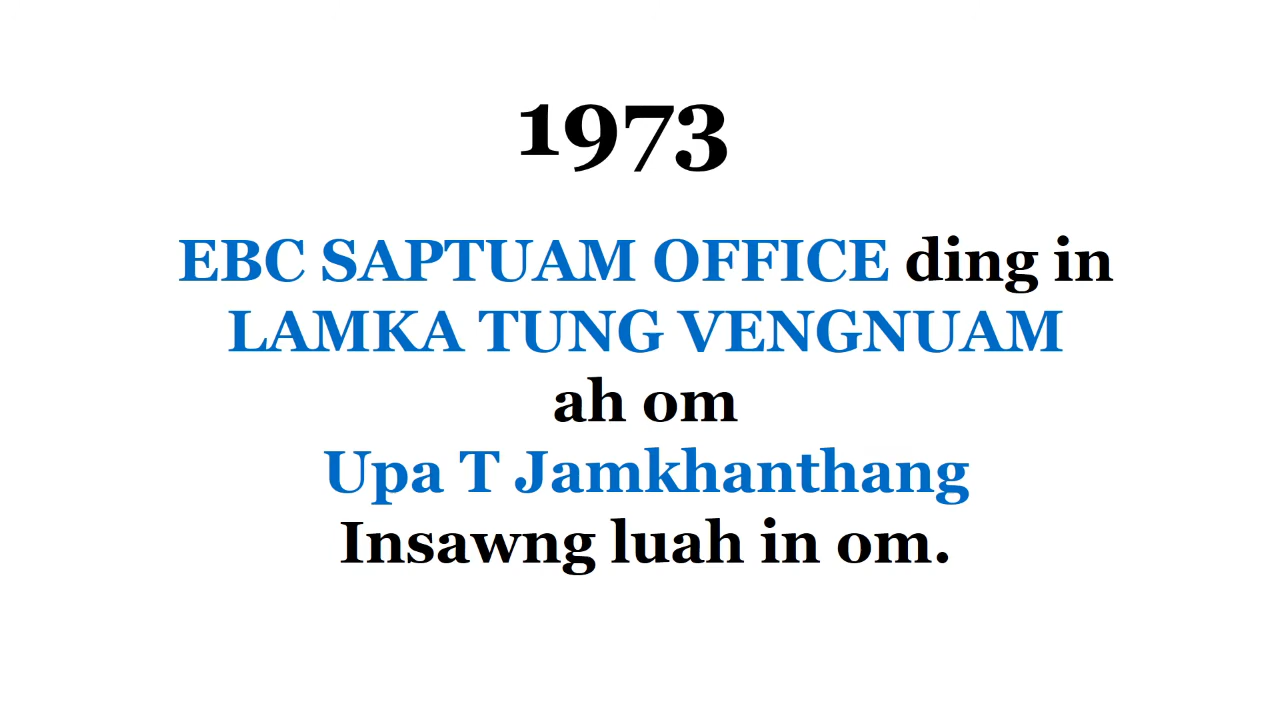 1973
EBC SAPTUAM OFFICE ding in
LAMKA TUNG VENGNUAM
ah om
Upa T Jamkhanthang
Insawng luah in om.